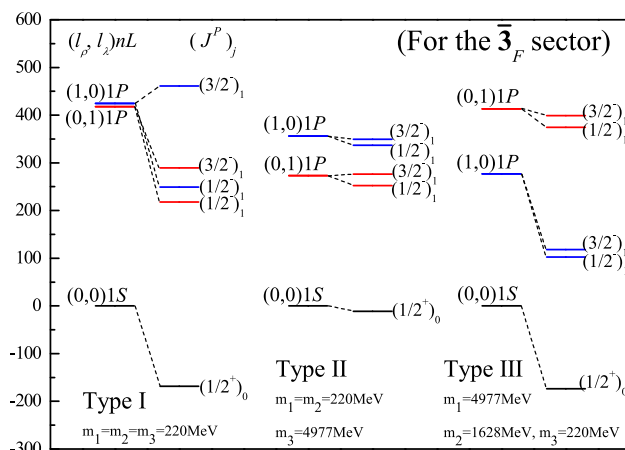 600
500
400
300
200
100
0
-100
-200
-300
(l_ρ, l_λ)nL
(J^P)_j
(For the 3̄_F sector)
(1,0)1P
(0,1)1P
(3/2^-)_1
(3/2^-)_1
(1/2^-)_1
(1/2^-)_1
(0,0)1S
(1/2^+)_0
Type I
m_1=m_2=m_3=220MeV
(1,0)1P
(3/2^-)_1
(1/2^-)_1
(0,1)1P
(3/2^-)_1
(1/2^-)_1
(0,0)1S
(1/2^+)_0
Type II
m_1=m_2=220MeV
m_3=4977MeV
(0,1)1P
(3/2^-)_1
(1/2^-)_1
(1,0)1P
(3/2^-)_1
(1/2^-)_1
(0,0)1S
(1/2^+)_0
Type III
m_1=4977MeV
m_2=1628MeV, m_3=220MeV